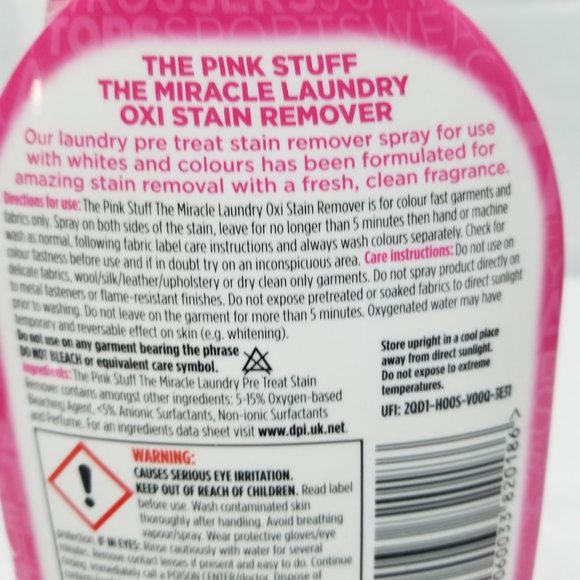 TROUSERS
TOPS SPORTSWEAR
THE PINK STUFF
THE MIRACLE LAUNDRY
OXI STAIN REMOVER
Our laundry pre treat stain remover spray for use
with whites and colours has been formulated for
amazing stain removal with a fresh, clean fragrance.
Directions for use: The Pink Stuff The Miracle Laundry Oxi Stain Remover is for colour fast garments and
fabrics only. Spray on both sides of the stain, leave for no longer than 5 minutes then hand or machine
wash as normal, following fabric label care instructions and always wash colours separately. Check for
colour fastness before use and if in doubt try on an inconspicuous area. Care instructions: Do not use on
delicate fabrics, wool/silk/leather/upholstery or dry clean only garments. Do not spray product directly on
to metal fasteners or flame-resistant finishes. Do not expose pretreated or soaked fabrics to direct sunlight
prior to washing. Do not leave on the garment for more than 5 minutes. Oxygenated water may have
temporary and reversable effect on skin (e.g. whitening).
Do not use on any garment bearing the phrase
DO NOT BLEACH or equivalent care symbol.
Ingredients: The Pink Stuff The Miracle Laundry Pre Treat Stain
Remover contains amongst other ingredients: 5-15% Oxygen-based
Bleaching Agent, <5% Anionic Surfactants, Non-ionic Surfactants
and Perfume. For an ingredients data sheet visit www.dpi.uk.net.
Store upright in a cool place
away from direct sunlight.
Do not expose to extreme
temperatures.
UFI: 2QD1-H00S-V00Q-3E31
WARNING:
CAUSES SERIOUS EYE IRRITATION.
KEEP OUT OF REACH OF CHILDREN. Read label
before use. Wash contaminated skin
thoroughly after handling. Avoid breathing
vapour/spray. Wear protective gloves/eye
protection. IF IN EYES: Rinse cautiously with water for several
minutes. Remove contact lenses if present and easy to do. Continue
rinsing. Immediately call a POISON CENTER/doctor. Dispose of
060033 820186 >